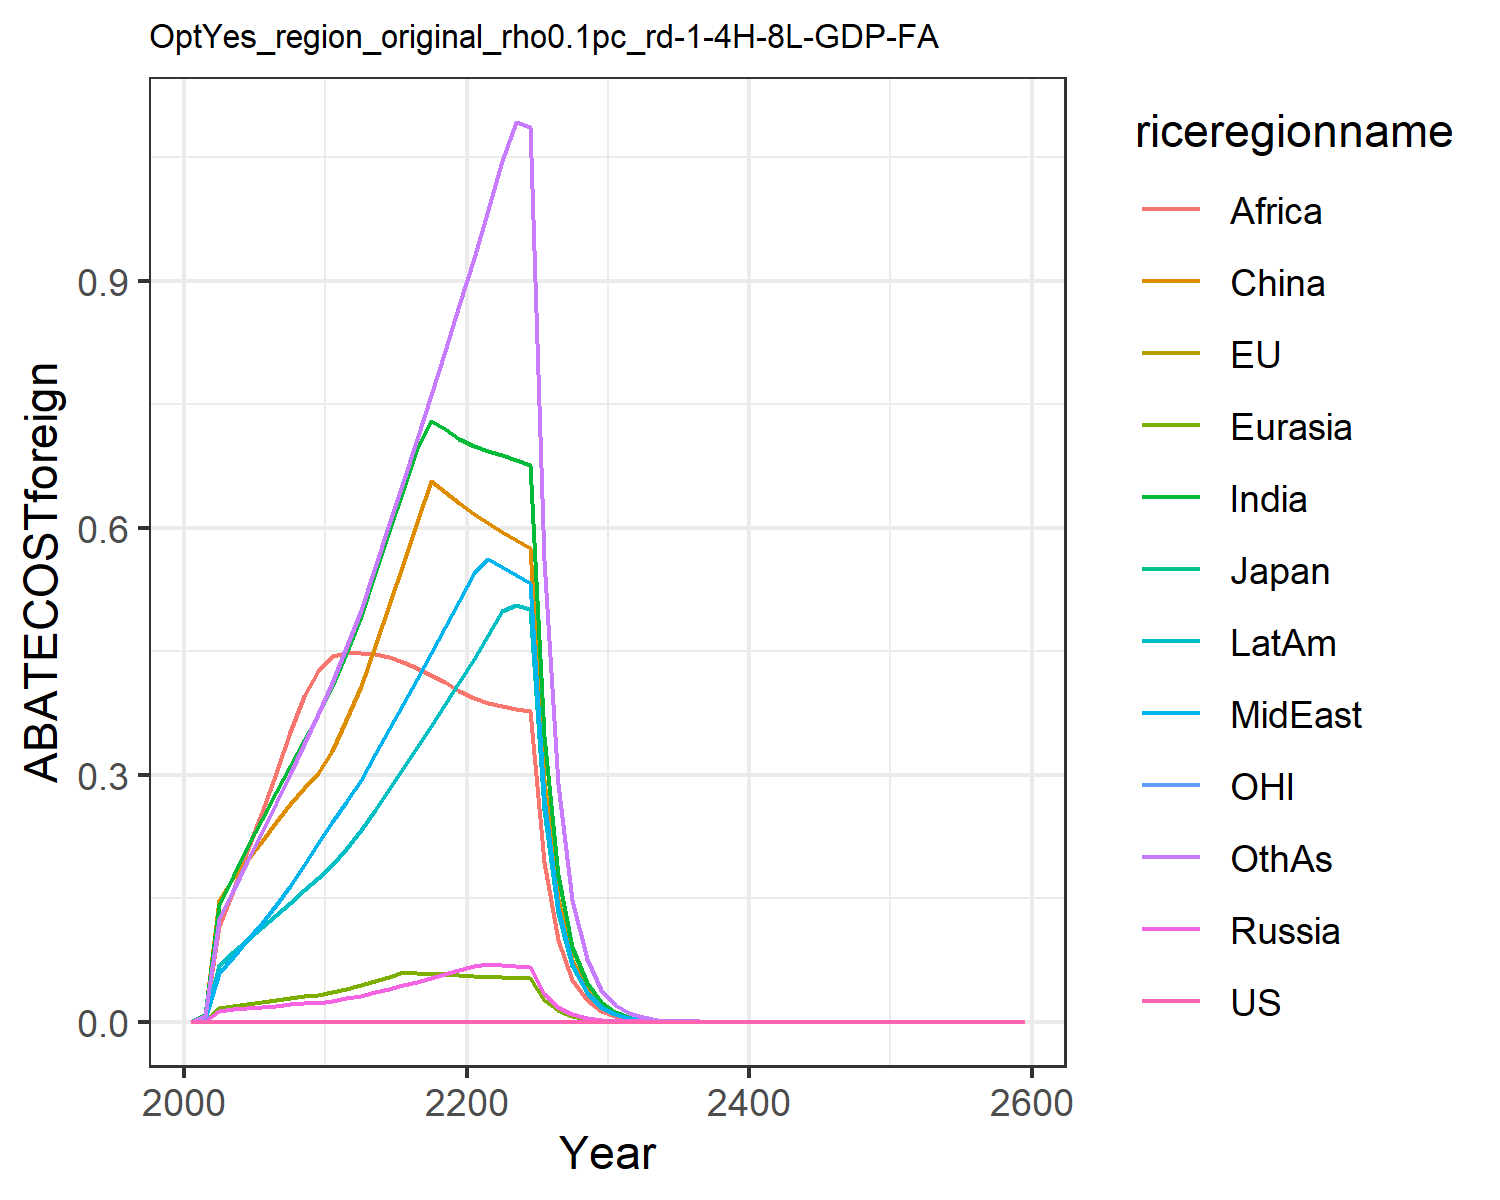 OptYes_region_original_rho0.1pc_rd-1-4H-8L-GDP-FA
ABATECOSTforeign
0.9
0.6
0.3
0.0
2000
2200
2400
2600
Year
riceregionname
Africa
China
EU
Eurasia
India
Japan
LatAm
MidEast
OHI
OthAs
Russia
US